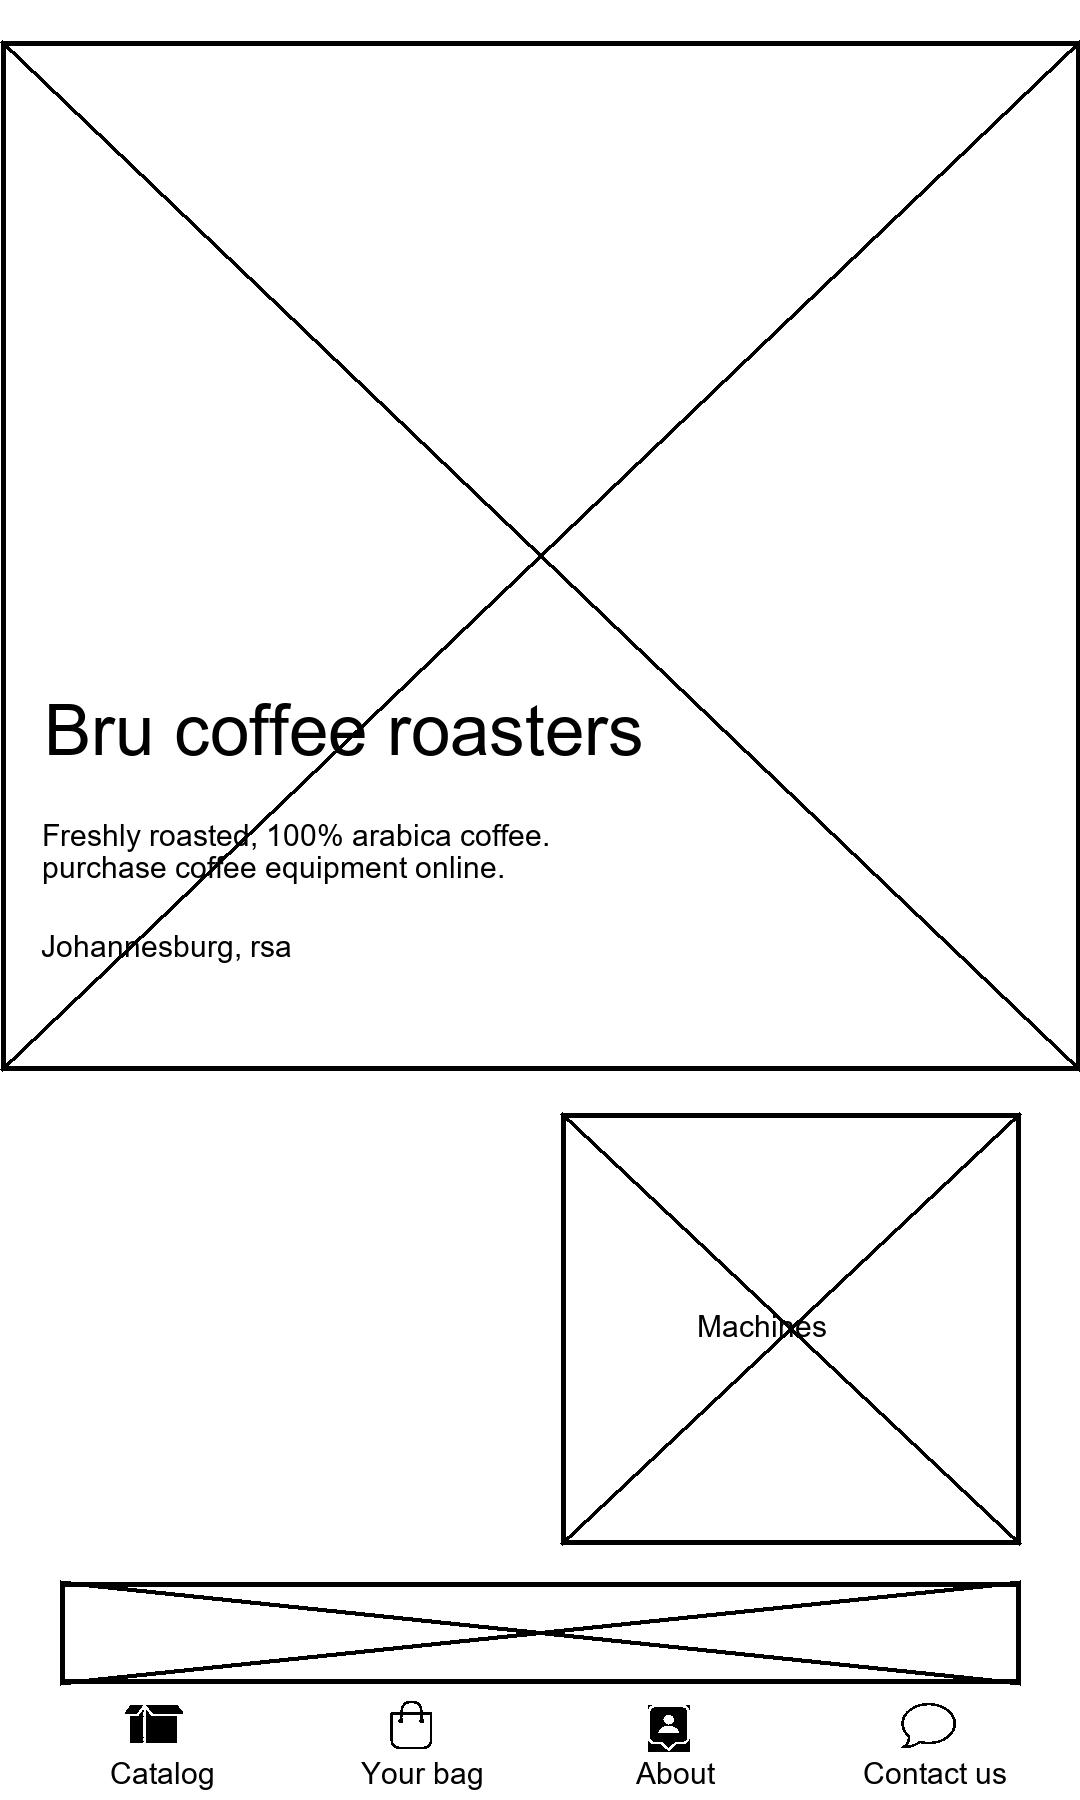 Bru coffee roasters
Freshly roasted, 100% arabica coffee.
purchase coffee equipment online.
Johannesburg, rsa
Machines
Catalog
Your bag
About
Contact us